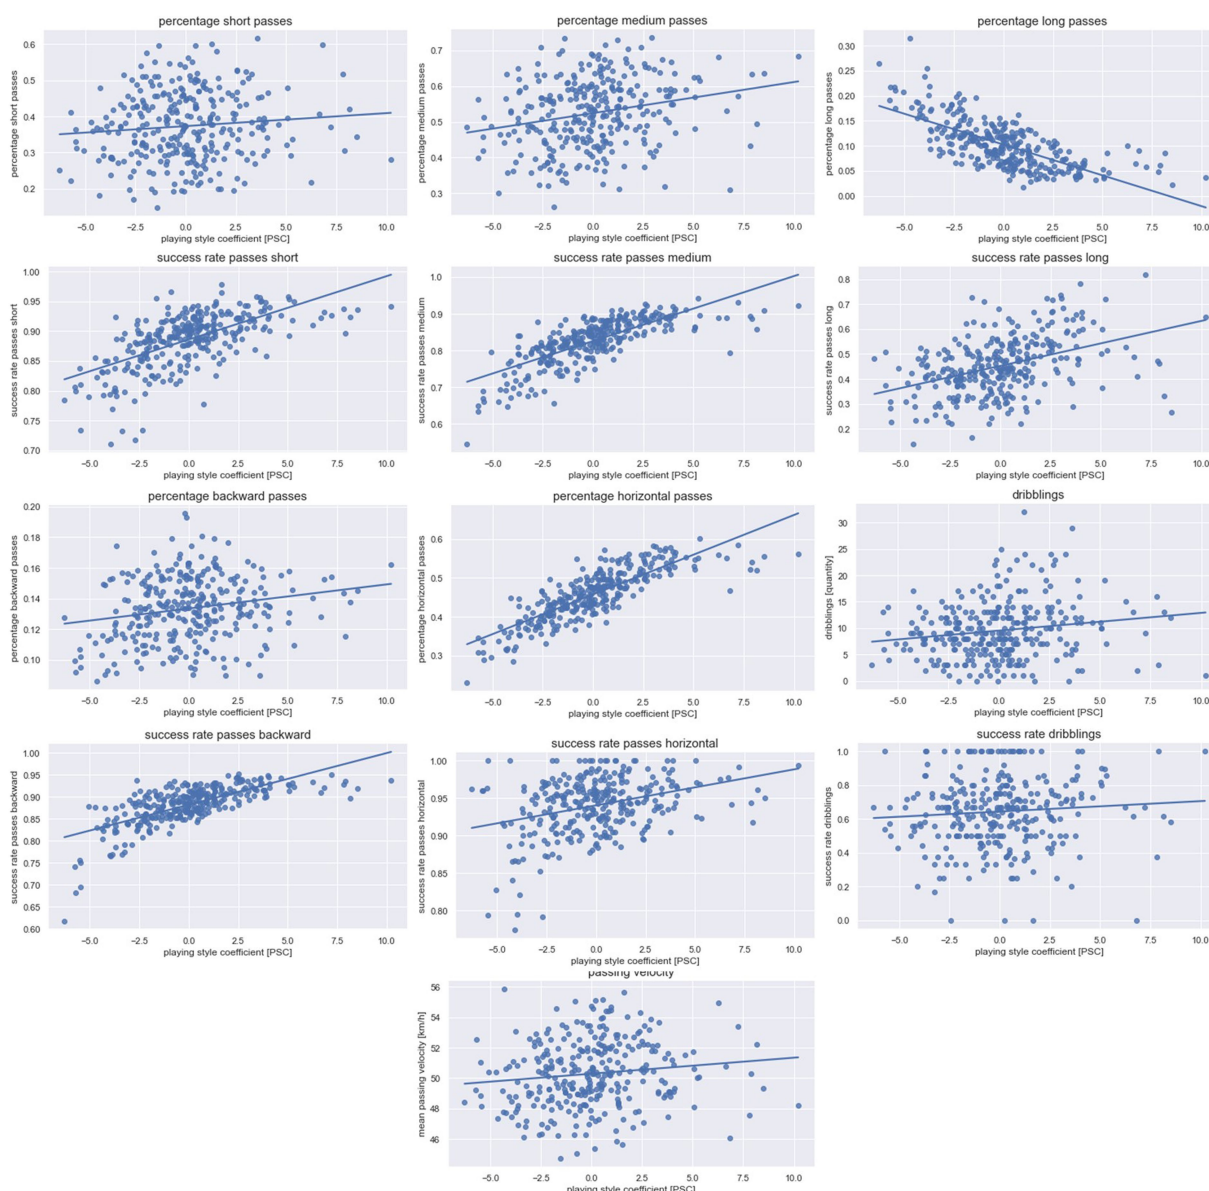 percentage short passes
percentage short passes
0.6
0.5
0.4
0.3
0.2
−5.0 −2.5 0.0 2.5 5.0 7.5 10.0
playing style coefficient [PSC]
percentage medium passes
percentage medium passes
0.7
0.6
0.5
0.4
0.3
−5.0 −2.5 0.0 2.5 5.0 7.5 10.0
playing style coefficient [PSC]
percentage long passes
percentage long passes
0.30
0.25
0.20
0.15
0.10
0.05
0.00
−5.0 −2.5 0.0 2.5 5.0 7.5 10.0
playing style coefficient [PSC]
success rate passes short
success rate passes short
1.00
0.95
0.90
0.85
0.80
0.75
0.70
−5.0 −2.5 0.0 2.5 5.0 7.5 10.0
playing style coefficient [PSC]
success rate passes medium
success rate passes medium
1.0
0.9
0.8
0.7
0.6
−5.0 −2.5 0.0 2.5 5.0 7.5 10.0
playing style coefficient [PSC]
success rate passes long
success rate passes long
0.8
0.7
0.6
0.5
0.4
0.3
0.2
−5.0 −2.5 0.0 2.5 5.0 7.5 10.0
playing style coefficient [PSC]
percentage backward passes
percentage backward passes
0.20
0.18
0.16
0.14
0.12
0.10
−5.0 −2.5 0.0 2.5 5.0 7.5 10.0
playing style coefficient [PSC]
percentage horizontal passes
percentage horizontal passes
0.6
0.5
0.4
0.3
−5.0 −2.5 0.0 2.5 5.0 7.5 10.0
playing style coefficient [PSC]
dribblings
dribblings [quantity]
30
25
20
15
10
5
0
−5.0 −2.5 0.0 2.5 5.0 7.5 10.0
playing style coefficient [PSC]
success rate passes backward
success rate passes backward
1.00
0.95
0.90
0.85
0.80
0.75
0.70
0.65
0.60
−5.0 −2.5 0.0 2.5 5.0 7.5 10.0
playing style coefficient [PSC]
success rate passes horizontal
success rate passes horizontal
1.00
0.95
0.90
0.85
0.80
−5.0 −2.5 0.0 2.5 5.0 7.5 10.0
playing style coefficient [PSC]
success rate dribblings
success rate dribblings
1.0
0.8
0.6
0.4
0.2
0.0
−5.0 −2.5 0.0 2.5 5.0 7.5 10.0
playing style coefficient [PSC]
passing velocity
mean passing velocity [km/h]
56
54
52
50
48
46
−5.0 −2.5 0.0 2.5 5.0 7.5 10.0
playing style coefficient [PSC]